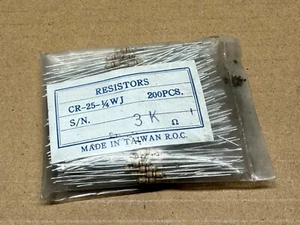 RESISTORS
CR-25-¼WJ 200PCS.
S/N. 3K Ω
MADE IN TAIWAN R.O.C.